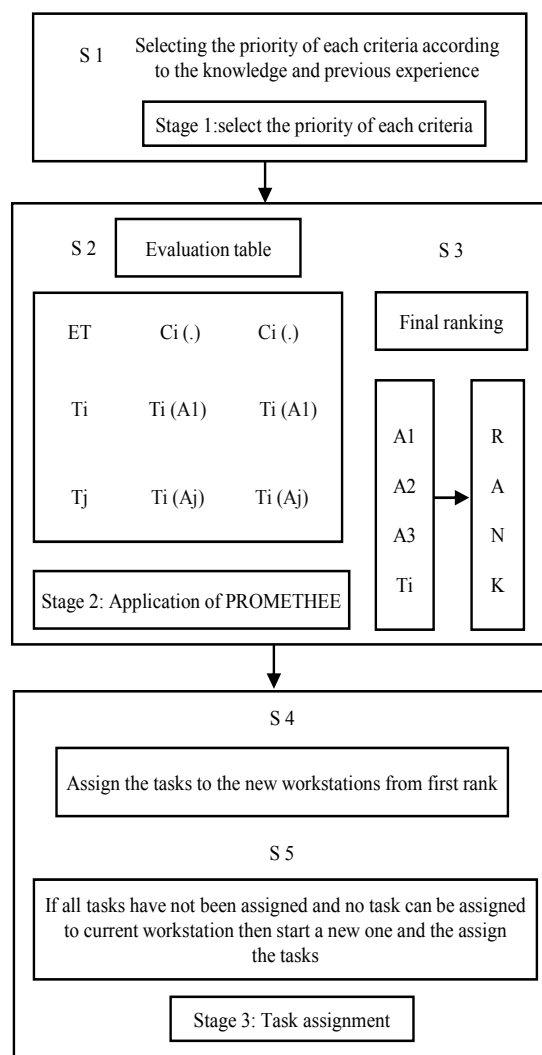 S 1
Selecting the priority of each criteria according
to the knowledge and previous experience
Stage 1:select the priority of each criteria
S 2
Evaluation table
ET Ci (.) Ci (.)
Ti Ti (A1) Ti (A1)
Tj Ti (Aj) Ti (Aj)
Stage 2: Application of PROMETHEE
S 3
Final ranking
A1 R
A2 A
A3 N
Ti K
S 4
Assign the tasks to the new workstations from first rank
S 5
If all tasks have not been assigned and no task can be assigned
to current workstation then start a new one and the assign
the tasks
Stage 3: Task assignment